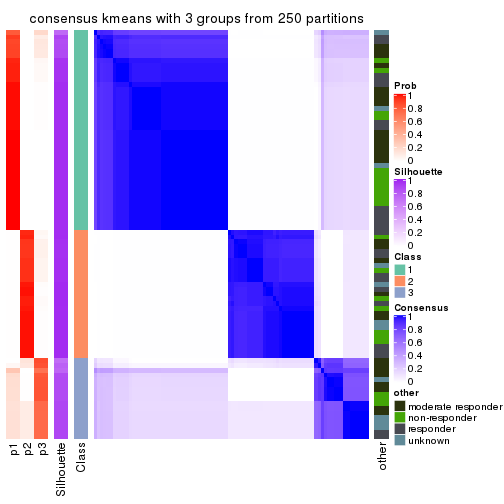 consensus kmeans with 3 groups from 250 partitions
Prob
1
0.8
0.6
0.4
0.2
0
Silhouette
1
0.8
0.6
0.4
0.2
0
Class
1
2
3
Consensus
1
0.8
0.6
0.4
0.2
0
other
moderate responder
non-responder
responder
unknown
p1
p2
p3
Silhouette
Class
other